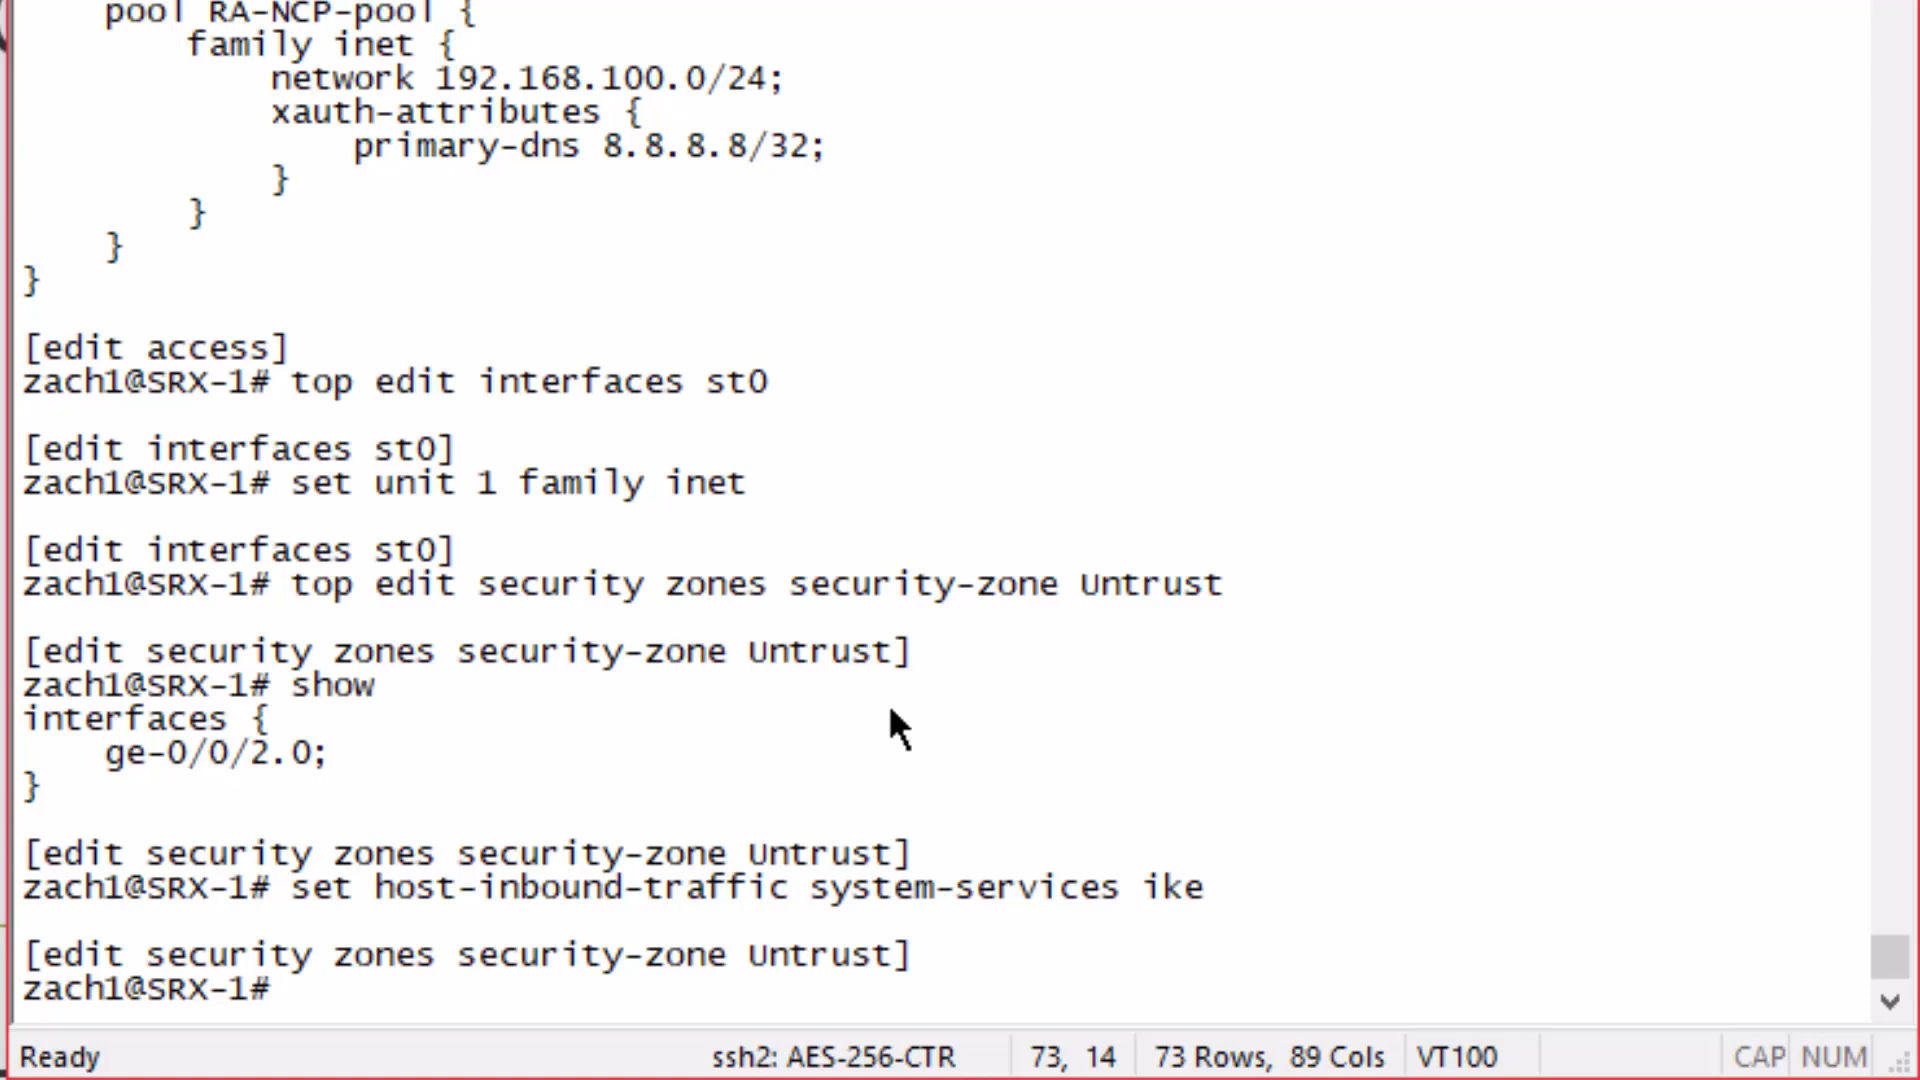 pool RA-NCP-pool {
family inet {
network 192.168.100.0/24;
xauth-attributes {
primary-dns 8.8.8.8/32;
}
}
}
}
[edit access]
zach1@SRX-1# top edit interfaces st0
[edit interfaces st0]
zach1@SRX-1# set unit 1 family inet
[edit interfaces st0]
zach1@SRX-1# top edit security zones security-zone Untrust
[edit security zones security-zone Untrust]
zach1@SRX-1# show
interfaces {
ge-0/0/2.0;
}
[edit security zones security-zone Untrust]
zach1@SRX-1# set host-inbound-traffic system-services ike
[edit security zones security-zone Untrust]
zach1@SRX-1#
Ready ssh2: AES-256-CTR 73, 14 73 Rows, 89 Cols VT100 CAP NUM